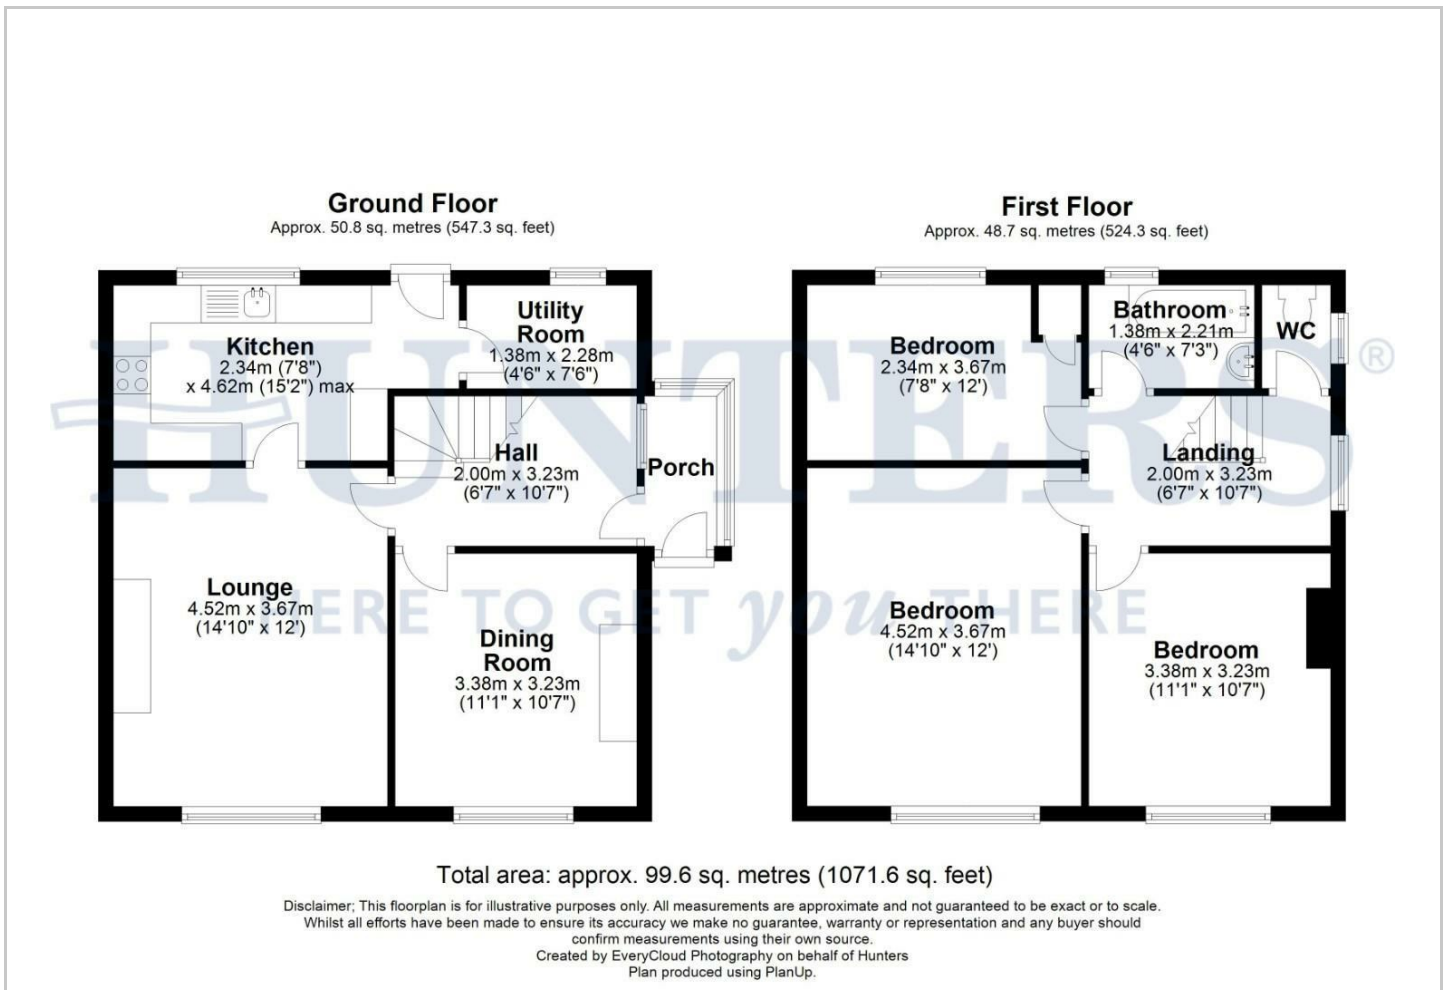 Ground Floor
Approx. 50.8 sq. metres (547.3 sq. feet)
Kitchen
2.34m (7'8")
x 4.62m (15'2") max
Utility
Room
1.38m x 2.28m
(4'6" x 7'6")
Hall
2.00m x 3.23m
(6'7" x 10'7")
Porch
Lounge
4.52m x 3.67m
(14'10" x 12')
Dining
Room
3.38m x 3.23m
(11'1" x 10'7")
First Floor
Approx. 48.7 sq. metres (524.3 sq. feet)
Bedroom
2.34m x 3.67m
(7'8" x 12')
Bathroom
1.38m x 2.21m
(4'6" x 7'3")
WC
Landing
2.00m x 3.23m
(6'7" x 10'7")
Bedroom
4.52m x 3.67m
(14'10" x 12')
Bedroom
3.38m x 3.23m
(11'1" x 10'7")
HUNTERS®
HERE TO GET you THERE
Total area: approx. 99.6 sq. metres (1071.6 sq. feet)
Disclaimer; This floorplan is for illustrative purposes only. All measurements are approximate and not guaranteed to be exact or to scale.
Whilst all efforts have been made to ensure its accuracy we make no guarantee, warranty or representation and any buyer should
confirm measurements using their own source.
Created by EveryCloud Photography on behalf of Hunters
Plan produced using PlanUp.